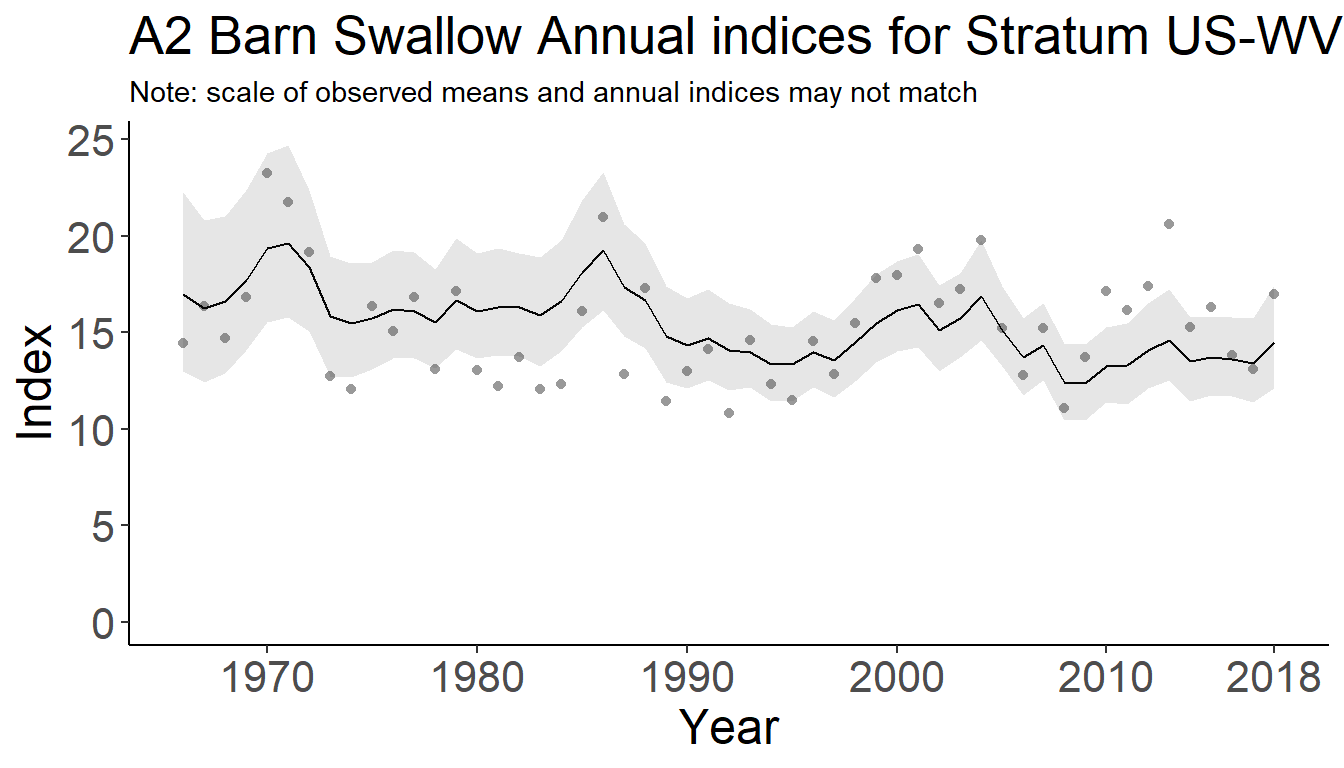 A2 Barn Swallow Annual indices for Stratum US-WV
Note: scale of observed means and annual indices may not match
25
20
15
10
5
0
Index
1970 1980 1990 2000 2010 2018
Year